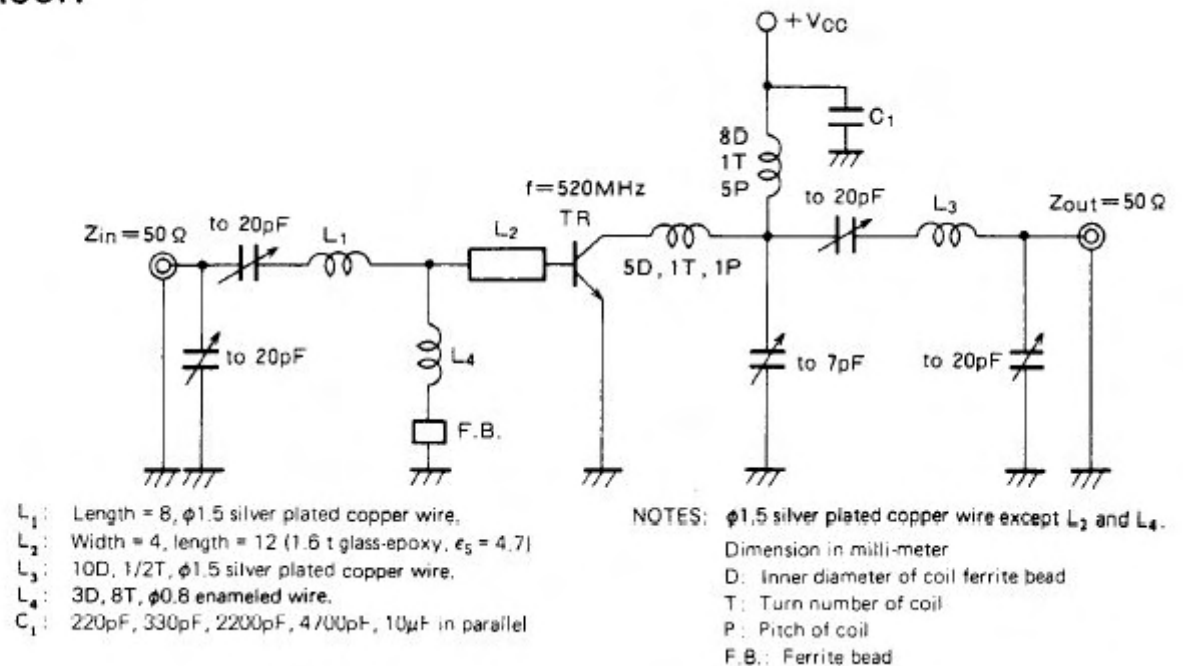 +VCC
C₁
8D
1T
5P
f=520MHz
TR
to 20pF
L₃
Zout=50Ω
Zin=50Ω
to 20pF
L₁
L₂
5D, 1T, 1P
to 20pF
L₄
F.B.
to 7pF
to 20pF
L₁: Length = 8, φ1.5 silver plated copper wire.
L₂: Width = 4, length = 12 (1.6 t glass-epoxy, εs = 4.7)
L₃: 10D, 1/2T, φ1.5 silver plated copper wire.
L₄: 3D, 8T, φ0.8 enameled wire.
C₁: 220pF, 330pF, 2200pF, 4700pF, 10μF in parallel
NOTES: φ1.5 silver plated copper wire except L₂ and L₄.
Dimension in milli-meter
D: Inner diameter of coil ferrite bead
T: Turn number of coil
P: Pitch of coil
F.B.: Ferrite bead